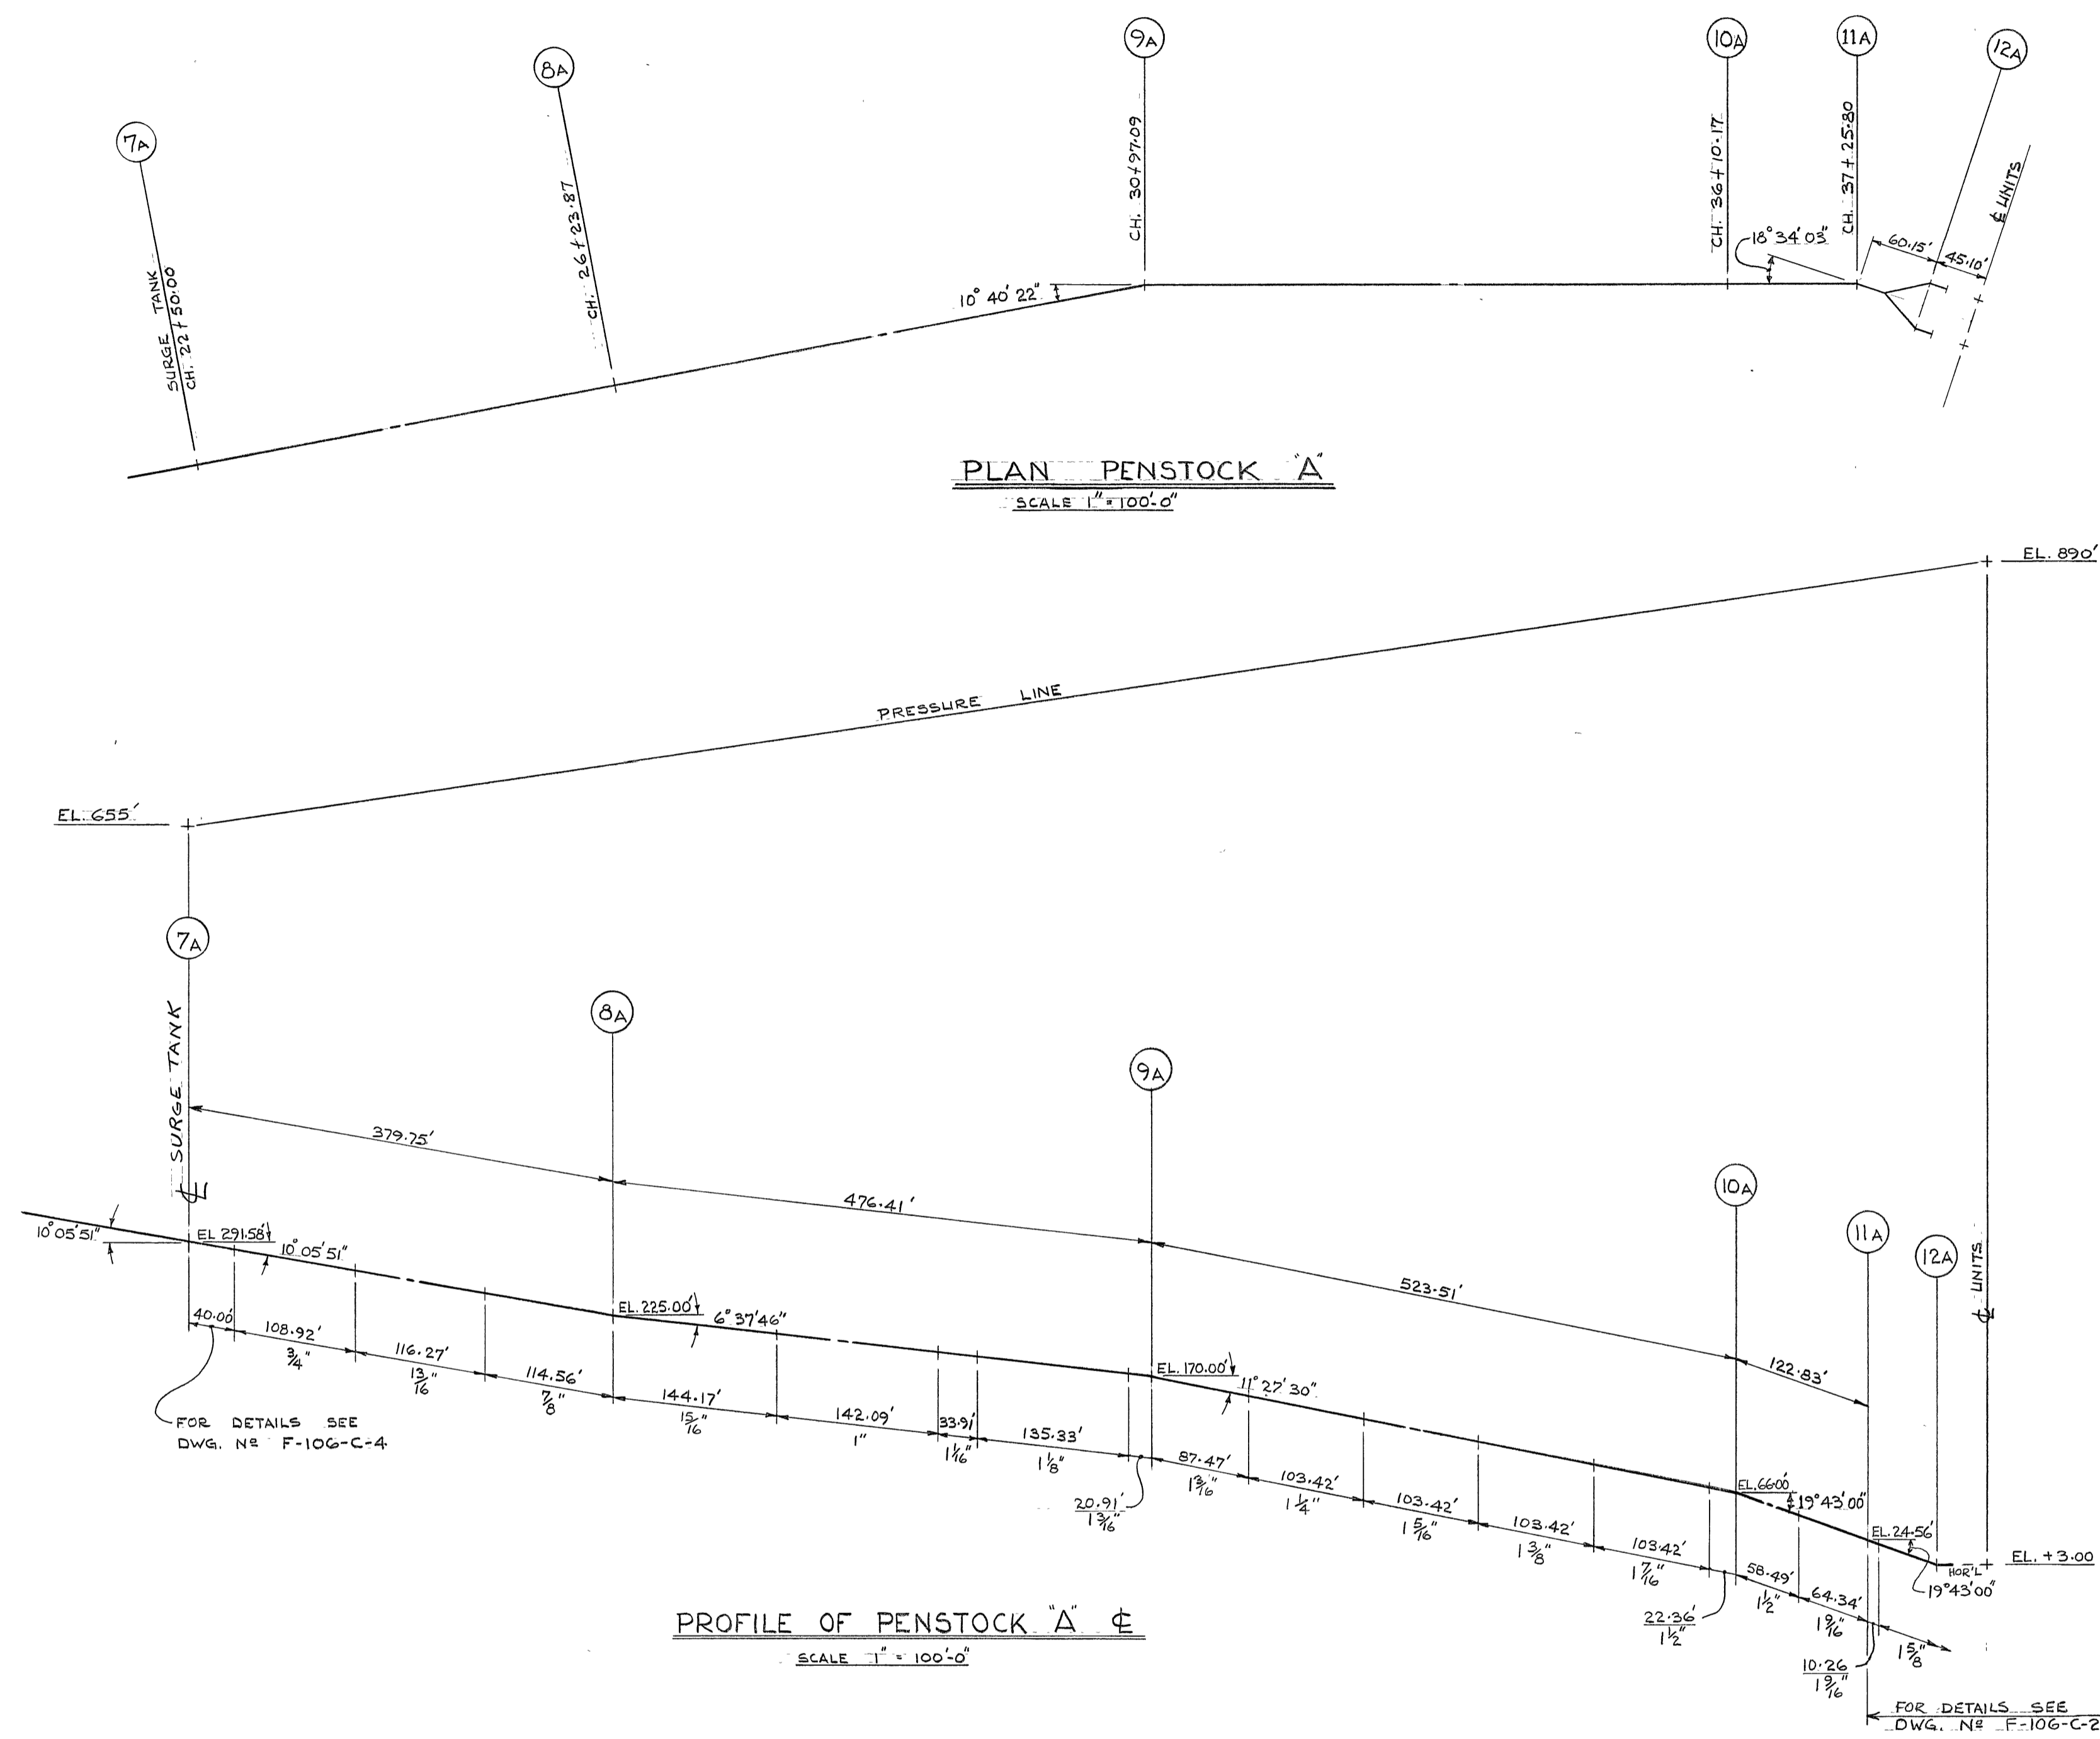 7A
8A
9A
10A
11A
12A
SURGE TANK
CH. 22+50.00
CH. 26+23.87
CH. 30+97.09
CH. 36+10.17
CH. 37+25.80
℄ UNITS
10° 40' 22"
18° 34' 03"
60.15'
45.10'
PLAN PENSTOCK "A"
SCALE 1" = 100'-0"
EL. 890'
PRESSURE LINE
EL. 655'
7A
8A
9A
10A
11A
12A
℄ SURGE TANK
℄ UNITS
379.75'
476.41'
523.51'
122.83'
10° 05' 51"
EL 291.58'
10° 05' 51"
EL. 225.00'
6° 37' 46"
EL. 170.00'
11° 27' 30"
EL. 66.00'
19° 43' 00"
EL. 24.56'
HOR'L
EL. +3.00
19° 43' 00"
40.00'
108.92'
3/4"
116.27'
13/16"
114.56'
7/8"
144.17'
15/16"
142.09'
1"
33.91'
1 1/16"
135.33'
1 1/8"
20.91'
1 3/16"
87.47'
1 3/16"
103.42'
1 1/4"
103.42'
1 5/16"
103.42'
1 3/8"
103.42'
1 7/16"
22.36'
1 1/2"
58.49'
1 1/2"
64.34'
1 9/16"
10.26
1 9/16"
1 5/8"
FOR DETAILS SEE
DWG. Nº F-106-C-4
PROFILE OF PENSTOCK "A" ℄
SCALE 1" = 100'-0"
FOR DETAILS SEE
DWG. Nº F-106-C-2